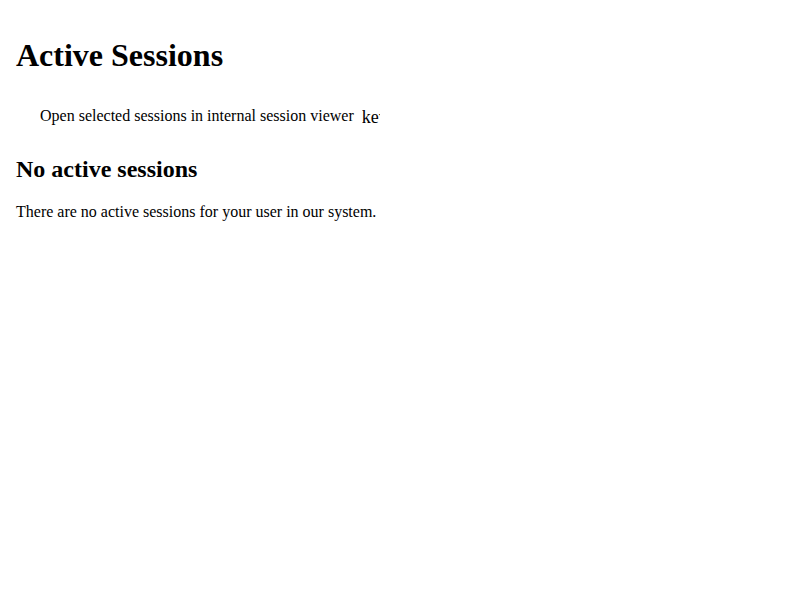 Active Sessions
Open selected sessions in internal session viewer
No active sessions
There are no active sessions for your user in our system.